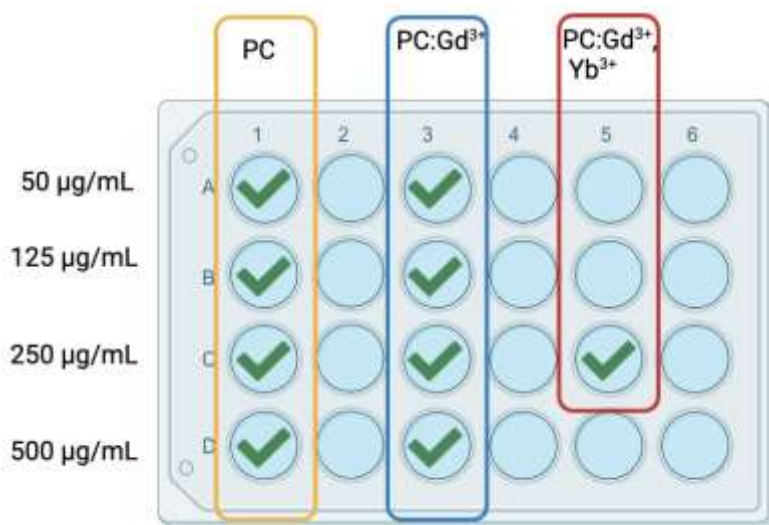 PC
PC:Gd³⁺
PC:Gd³⁺,
Yb³⁺
1 2 3 4 5 6
50 µg/mL A
125 µg/mL B
250 µg/mL C
500 µg/mL D